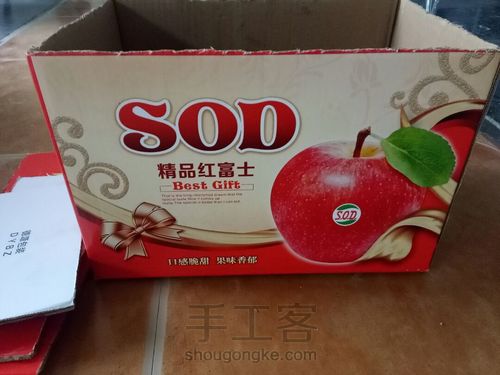 SOD
精品红富士
Best Gift
SOD
口感脆甜 果味香郁
DYBZ
手工客
shougongke.com